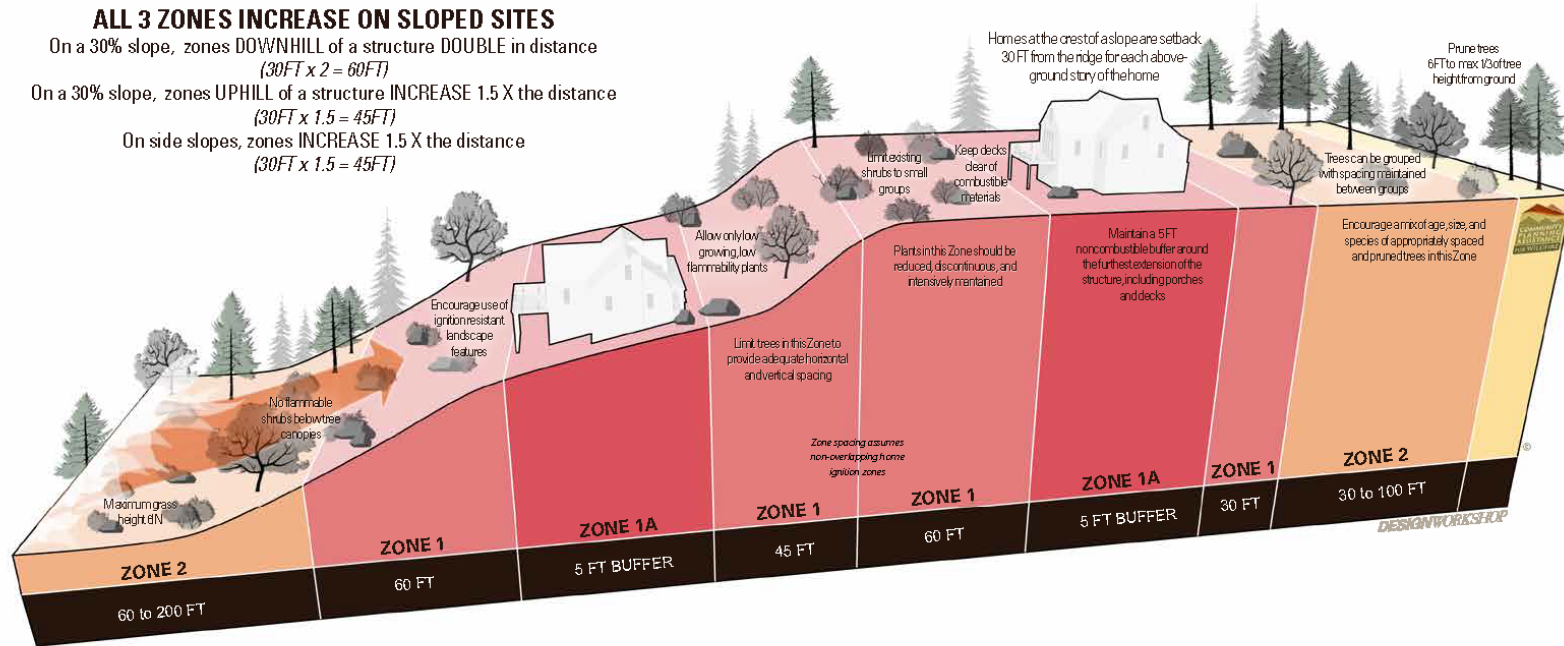 ALL 3 ZONES INCREASE ON SLOPED SITES
On a 30% slope, zones DOWNHILL of a structure DOUBLE in distance
(30FT x 2 = 60FT)
On a 30% slope, zones UPHILL of a structure INCREASE 1.5 X the distance
(30FT x 1.5 = 45FT)
On side slopes, zones INCREASE 1.5 X the distance
(30FT x 1.5 = 45FT)
Homes at the crest of a slope are setback
30 FT from the ridge for each above-
ground story of the home
Prune trees
6FT to max 1/3 of tree
height from ground
Limit existing
shrubs to small
groups
Keep decks
clear of
combustible
materials
Trees can be grouped
with spacing maintained
between groups
Allow only low
growing, low
flammability plants
Encourage use of
ignition resistant
landscape
features
No flammable
shrubs below tree
canopies
Maximum grass
height 6IN
Limit trees in this Zone to
provide adequate horizontal
and vertical spacing
Plants in this Zone should be
reduced, discontinuous, and
intensively maintained
Maintain a 5 FT
noncombustible buffer around
the furthest extension of the
structure, including porches
and decks
Encourage a mix of age, size, and
species of appropriately spaced
and pruned trees in this Zone
COMMUNITY
PLANNING
ASSISTANCE
FOR WILDFIRE
Zone spacing assumes
non-overlapping home
ignition zones
ZONE 2
60 to 200 FT
ZONE 1
60 FT
ZONE 1A
5 FT BUFFER
ZONE 1
45 FT
ZONE 1
60 FT
ZONE 1A
5 FT BUFFER
ZONE 1
30 FT
ZONE 2
30 to 100 FT
©
DESIGNWORKSHOP